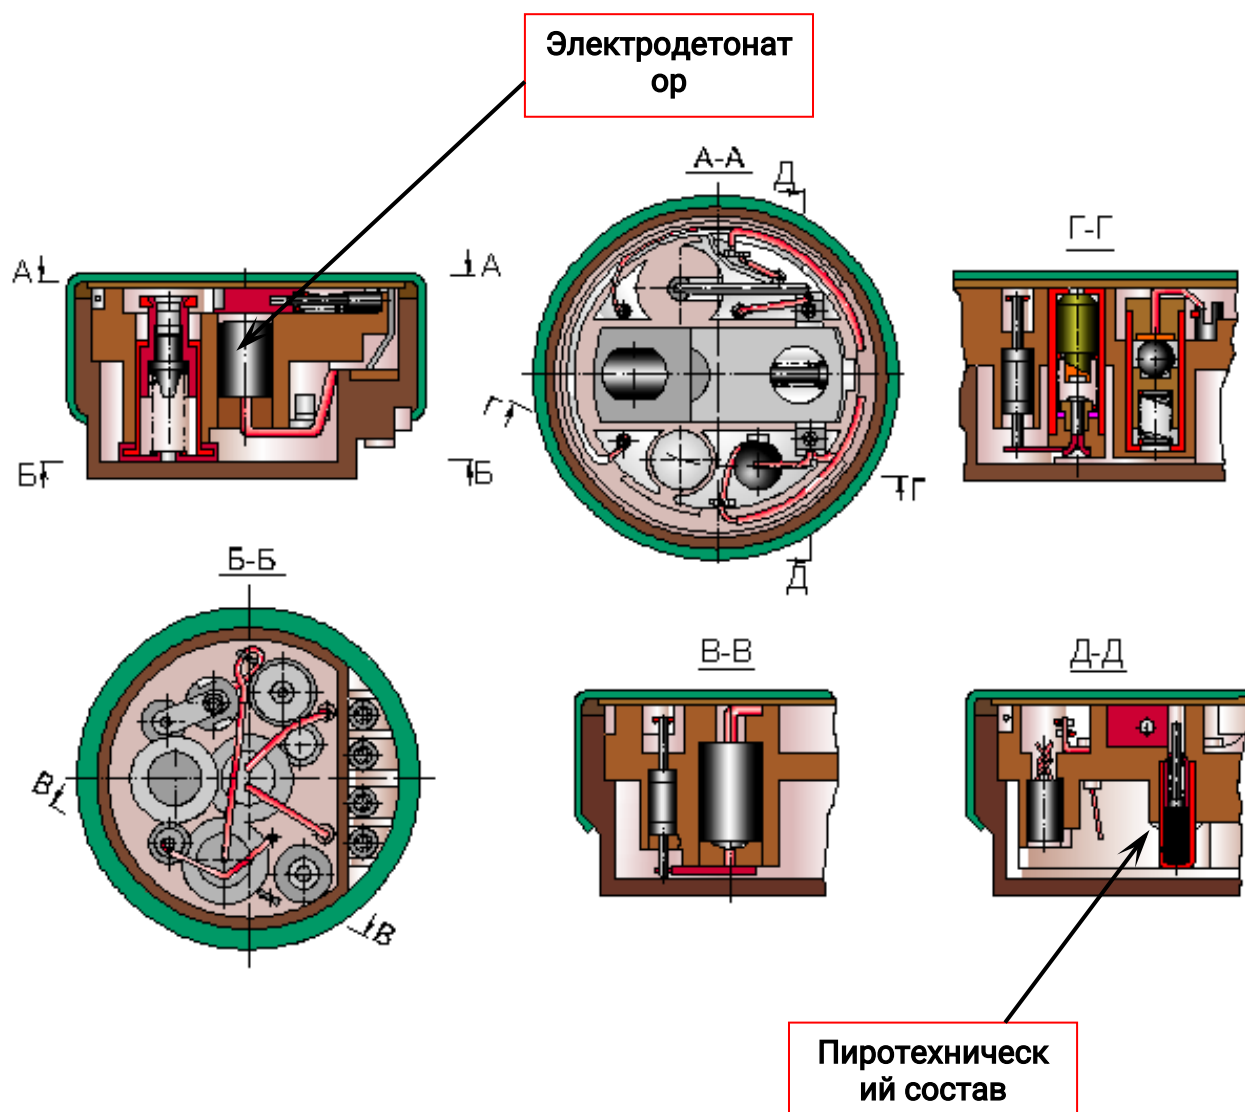 Электродетонат
ор
А-А
Д
Г-Г
А
А
Г
Б
Б
Г
Д
Б-Б
В-В
Д-Д
В
В
Пиротехническ
ий состав